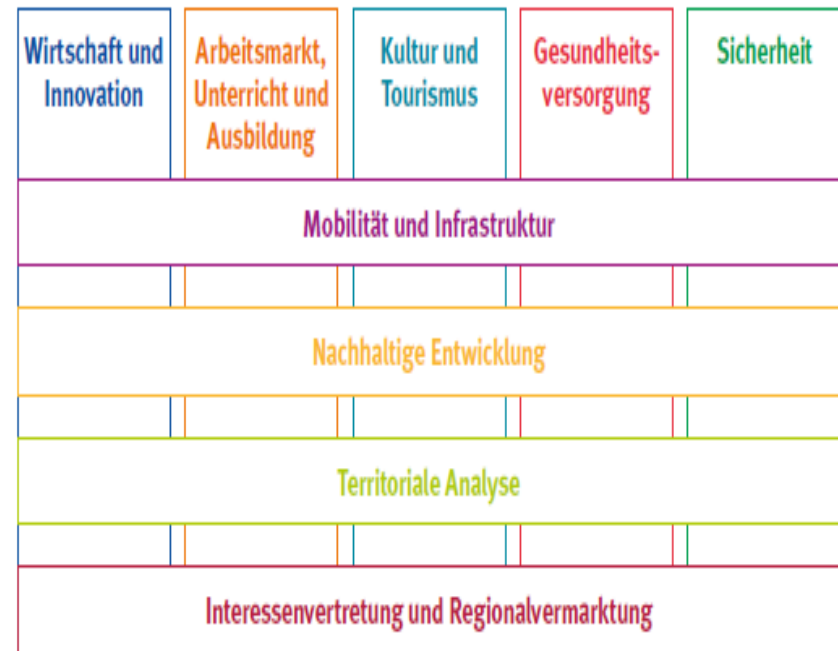 Wirtschaft und
Innovation
Arbeitsmarkt,
Unterricht und
Ausbildung
Kultur und
Tourismus
Gesundheits-
versorgung
Sicherheit
Mobilität und Infrastruktur
Nachhaltige Entwicklung
Territoriale Analyse
Interessenvertretung und Regionalvermarktung